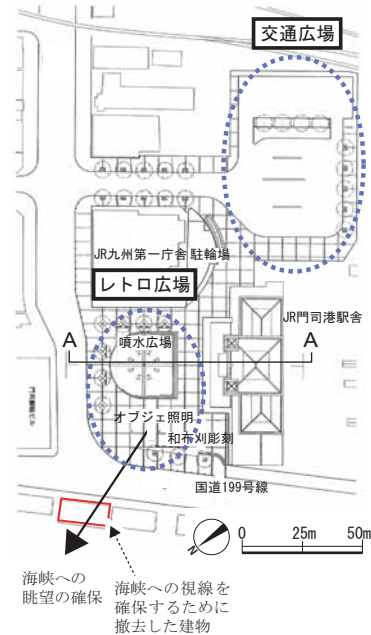 交通広場
JR九州第一庁舎 駐輪場
レトロ広場
JR門司港駅舎
A
A
噴水広場
オブジェ照明
和布刈彫刻
国道199号線
N
0 25m 50m
海峡への
眺望の確保
海峡への視線を
確保するために
撤去した建物